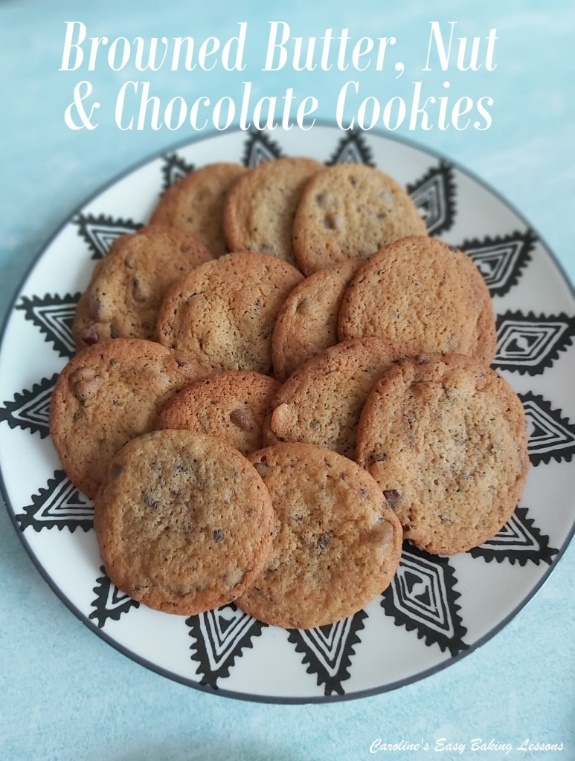 Browned Butter, Nut
& Chocolate Cookies
Caroline's Easy Baking Lessons